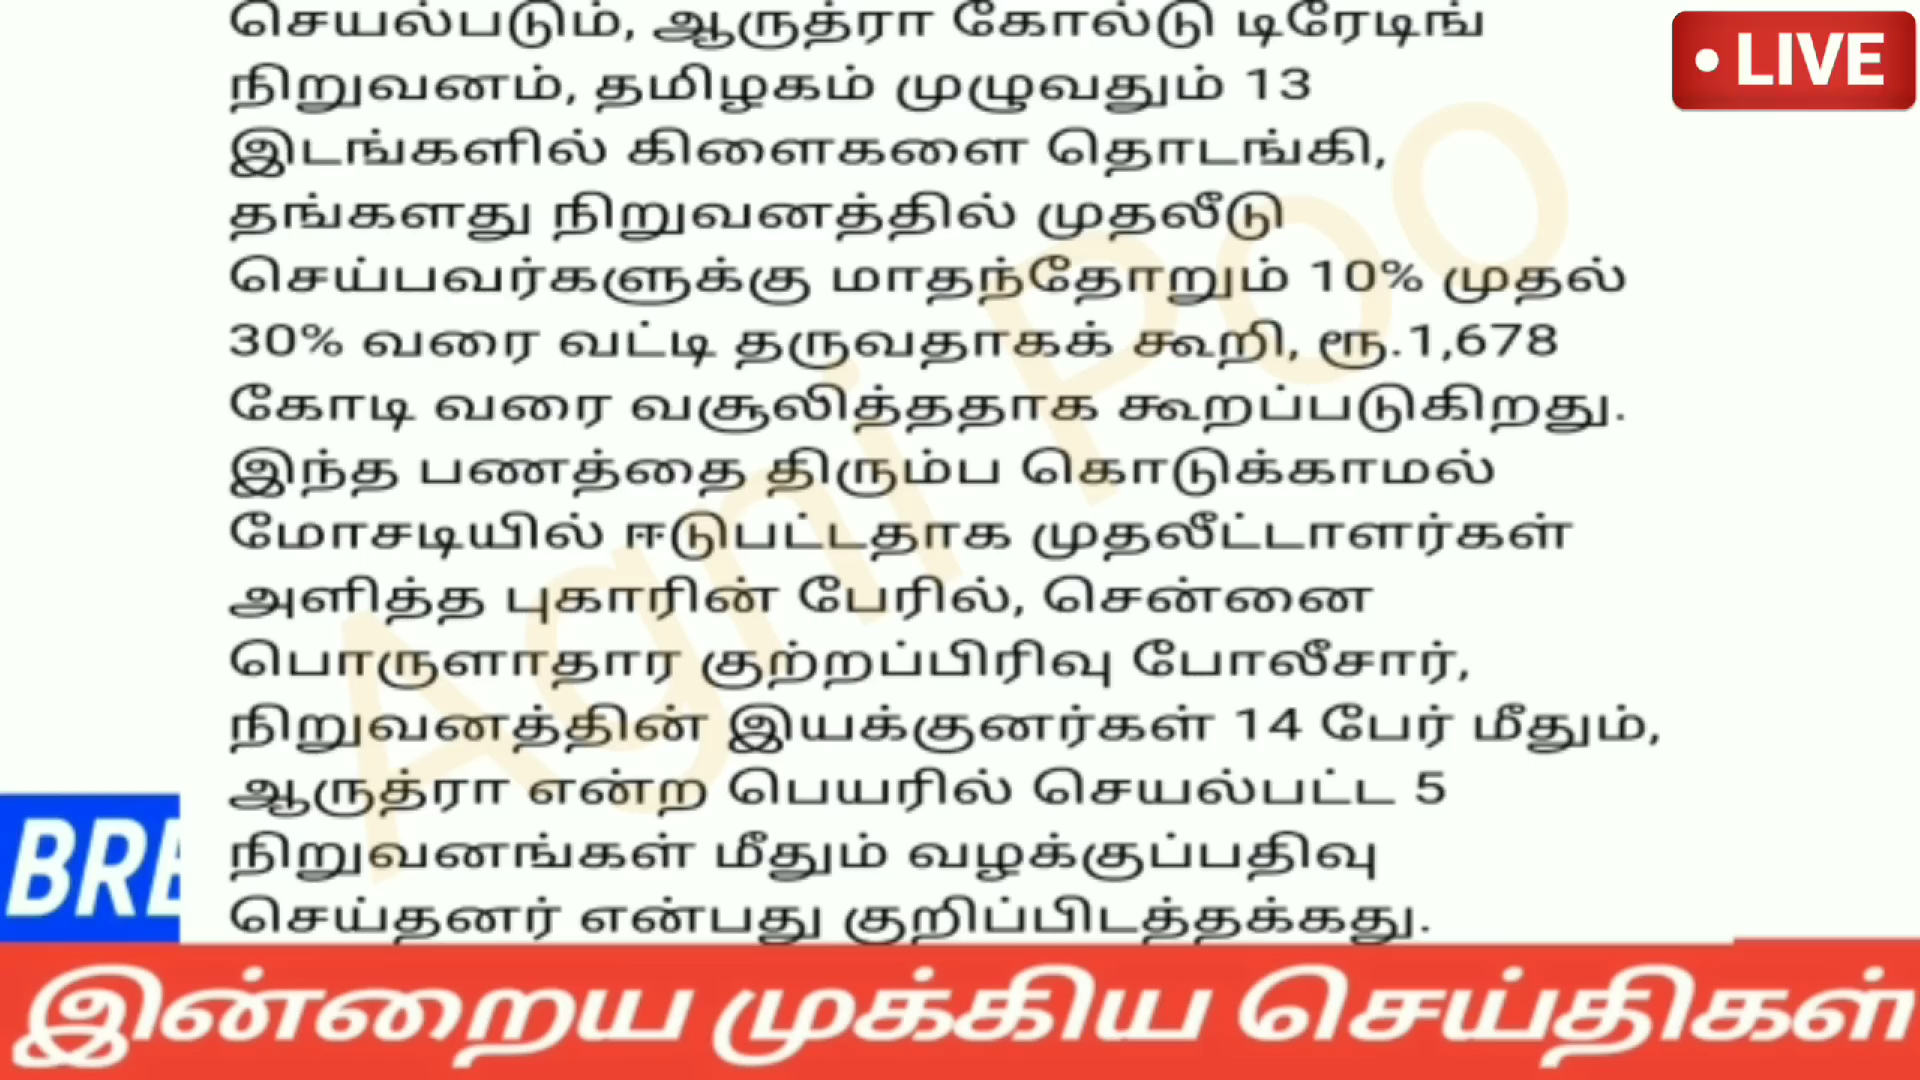 செயல்படும், ஆருத்ரா கோல்டு டிரேடிங்
நிறுவனம், தமிழகம் முழுவதும் 13
இடங்களில் கிளைகளை தொடங்கி,
தங்களது நிறுவனத்தில் முதலீடு
செய்பவர்களுக்கு மாதந்தோறும் 10% முதல்
30% வரை வட்டி தருவதாகக் கூறி, ரூ.1,678
கோடி வரை வசூலித்ததாக கூறப்படுகிறது.
இந்த பணத்தை திரும்ப கொடுக்காமல்
மோசடியில் ஈடுபட்டதாக முதலீட்டாளர்கள்
அளித்த புகாரின் பேரில், சென்னை
பொருளாதார குற்றப்பிரிவு போலீசார்,
நிறுவனத்தின் இயக்குனர்கள் 14 பேர் மீதும்,
ஆருத்ரா என்ற பெயரில் செயல்பட்ட 5
நிறுவனங்கள் மீதும் வழக்குப்பதிவு
செய்தனர் என்பது குறிப்பிடத்தக்கது.
• LIVE
Agni Poo
BRE
இன்றைய முக்கிய செய்திகள்